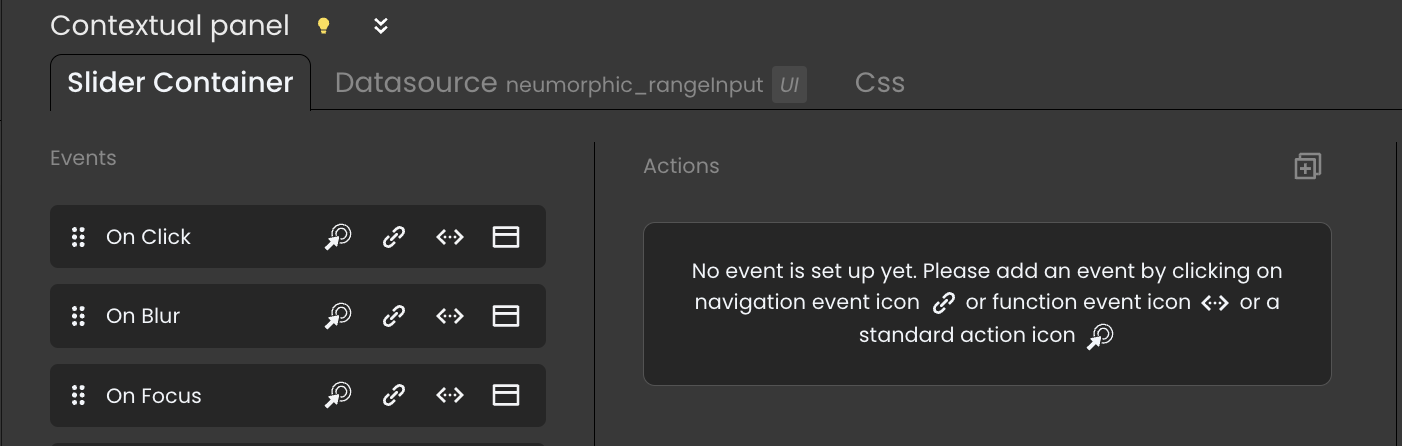 Contextual panel
Slider Container Datasource neumorphic_rangeInput UI Css
Events
Actions
On Click
On Blur
On Focus
No event is set up yet. Please add an event by clicking on
navigation event icon or function event icon or a
standard action icon